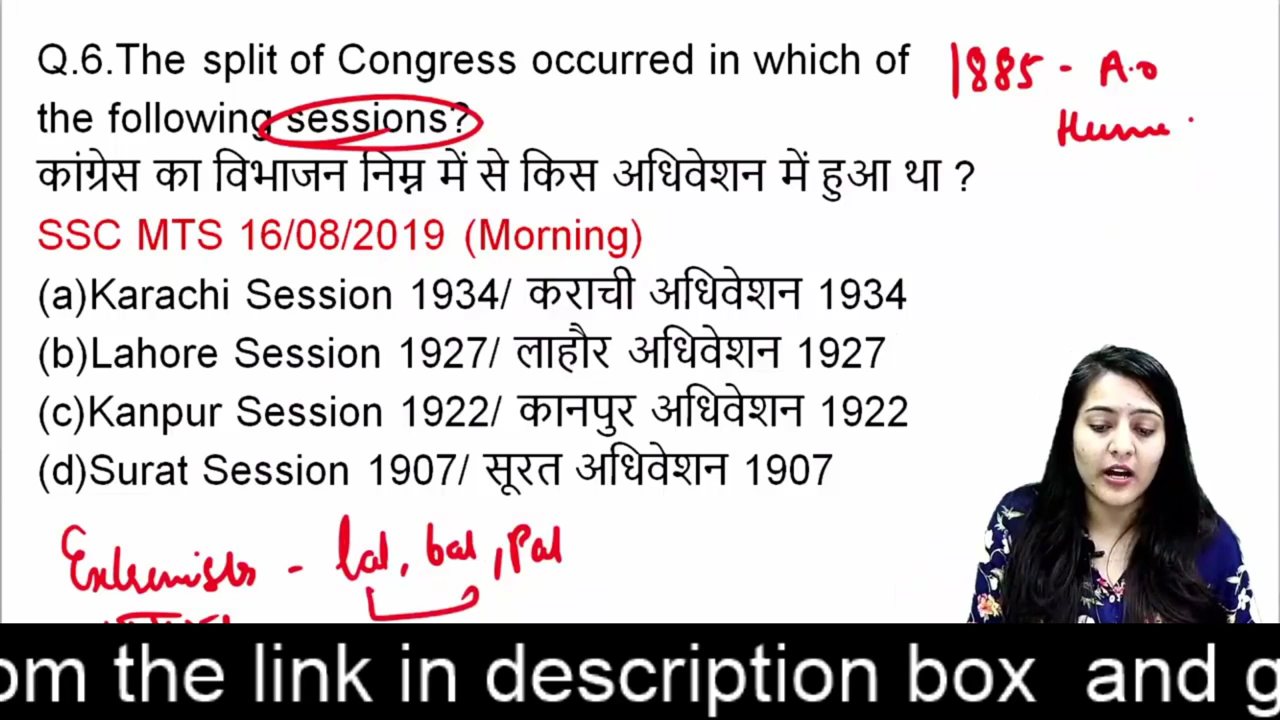 Q.6.The split of Congress occurred in which of
the following sessions?
कांग्रेस का विभाजन निम्न में से किस अधिवेशन में हुआ था ?
SSC MTS 16/08/2019 (Morning)
(a)Karachi Session 1934/ कराची अधिवेशन 1934
(b)Lahore Session 1927/ लाहौर अधिवेशन 1927
(c)Kanpur Session 1922/ कानपुर अधिवेशन 1922
(d)Surat Session 1907/ सूरत अधिवेशन 1907
1885 - A.O
Hume
Extremists - lal, bal, Pal
om the link in description box and g